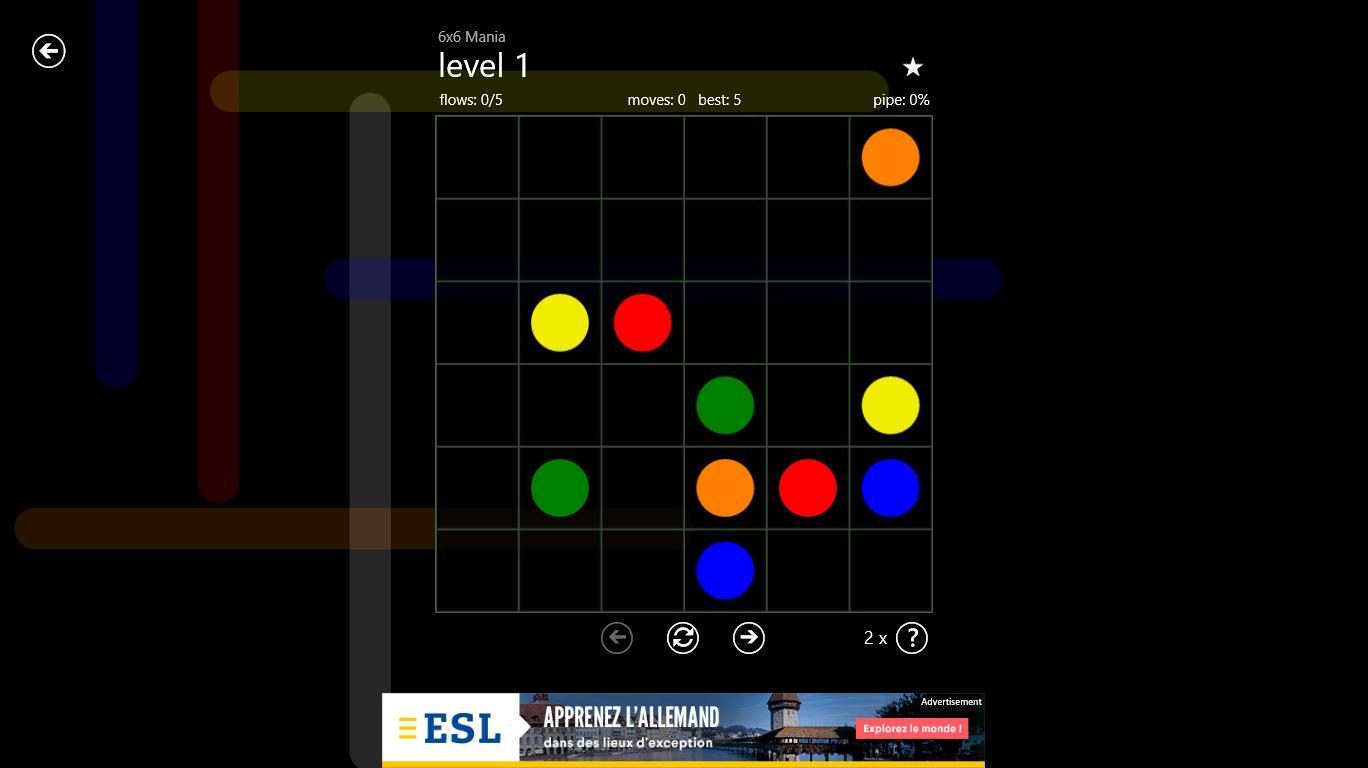 6x6 Mania
level 1
flows: 0/5 moves: 0 best: 5 pipe: 0%
2 x ?
Advertisement
ESL
APPRENEZ L'ALLEMAND
dans des lieux d'exception
Explorez le monde !